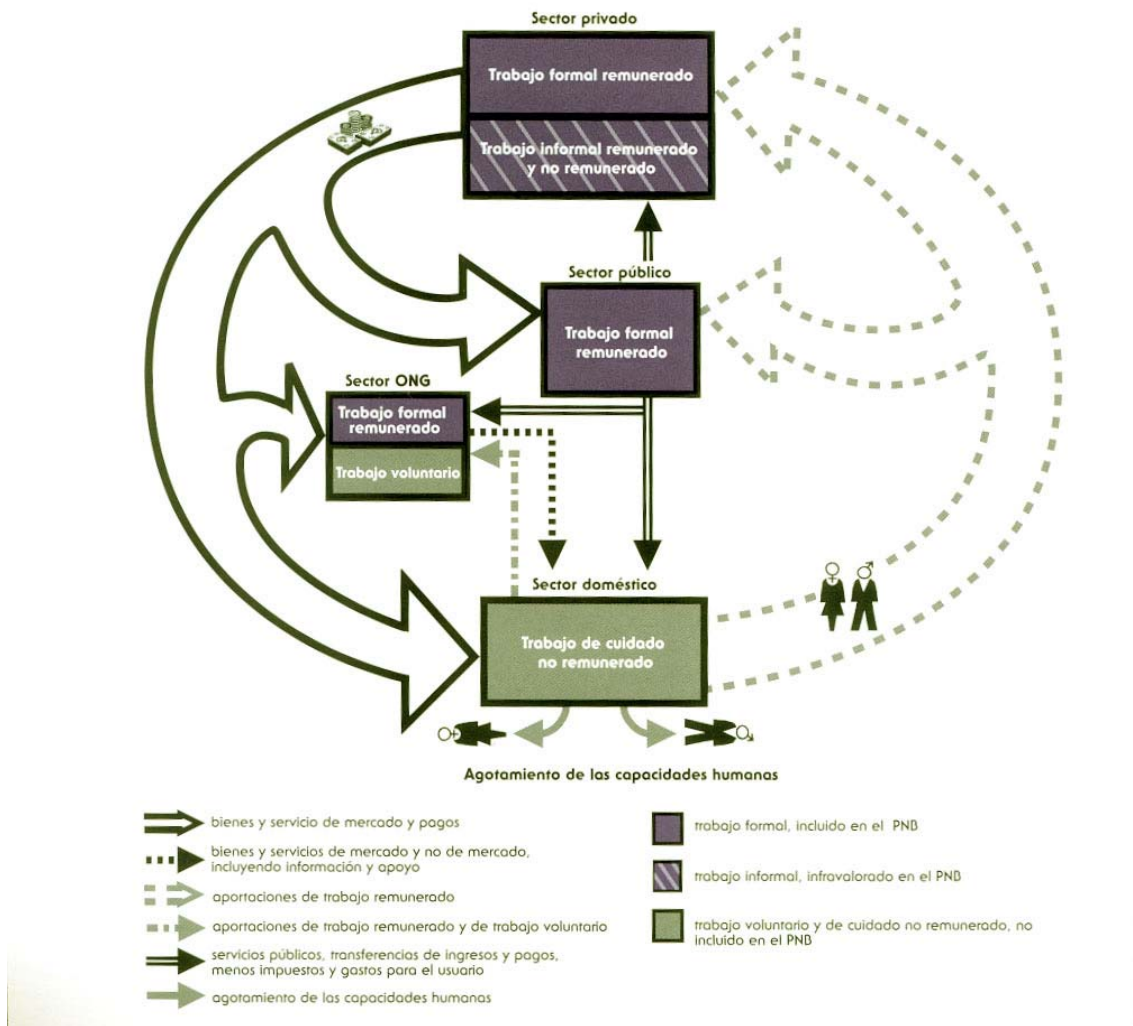 Sector privado
Trabajo formal remunerado
Trabajo informal remunerado
y no remunerado
Sector público
Trabajo formal
remunerado
Sector ONG
Trabajo formal
remunerado
Trabajo voluntario
Sector doméstico
Trabajo de cuidado
no remunerado
Agotamiento de las capacidades humanas
bienes y servicio de mercado y pagos
bienes y servicios de mercado y no de mercado,
incluyendo información y apoyo
aportaciones de trabajo remunerado
aportaciones de trabajo remunerado y de trabajo voluntario
servicios públicos, transferencias de ingresos y pagos,
menos impuestos y gastos para el usuario
agotamiento de las capacidades humanas
trabajo formal, incluido en el PNB
trabajo informal, infravalorado en el PNB
trabajo voluntario y de cuidado no remunerado, no
incluido en el PNB